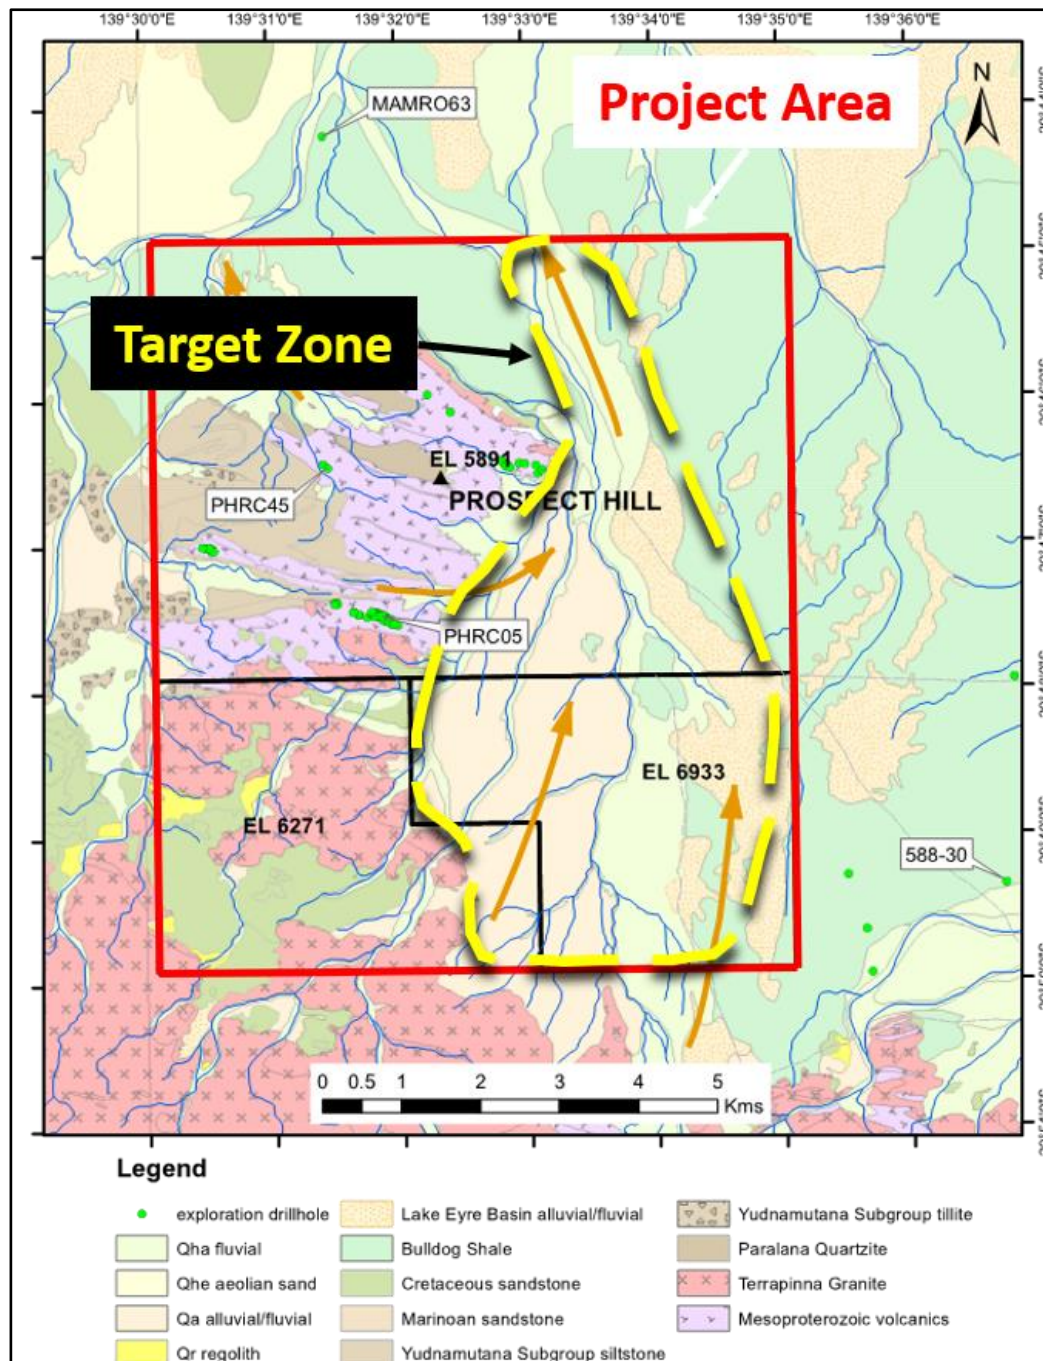 139°30'0"E 139°31'0"E 139°32'0"E 139°33'0"E 139°34'0"E 139°35'0"E 139°36'0"E
N
MAMRO63
Project Area
Target Zone
EL 5891
PROSPECT HILL
PHRC45
PHRC05
EL 6933
EL 6271
588-30
0 0.5 1 2 3 4 5
Kms
Legend
exploration drillhole
Qha fluvial
Qhe aeolian sand
Qa alluvial/fluvial
Qr regolith
Lake Eyre Basin alluvial/fluvial
Bulldog Shale
Cretaceous sandstone
Marinoan sandstone
Yudnamutana Subgroup siltstone
Yudnamutana Subgroup tillite
Paralana Quartzite
Terrapinna Granite
Mesoproterozoic volcanics